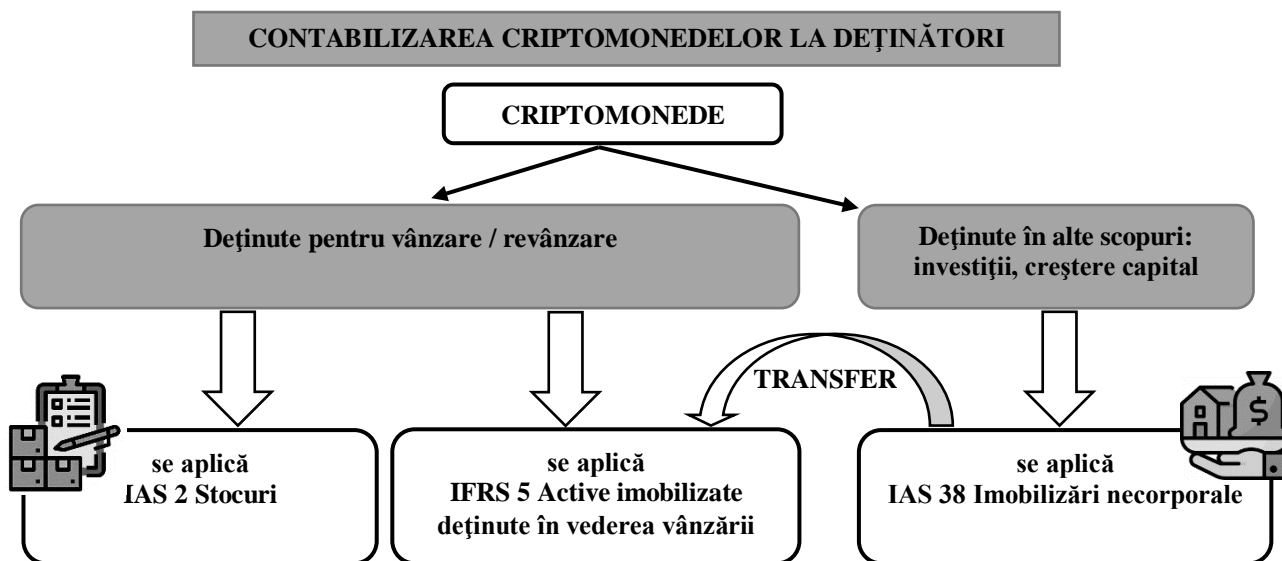 CONTABILIZAREA CRIPTOMONEDELOR LA DEŢINĂTORI
CRIPTOMONEDE
Deţinute pentru vânzare / revânzare
Deţinute în alte scopuri:
investiţii, creştere capital
TRANSFER
se aplică
IAS 2 Stocuri
se aplică
IFRS 5 Active imobilizate
deţinute în vederea vânzării
se aplică
IAS 38 Imobilizări necorporale
$